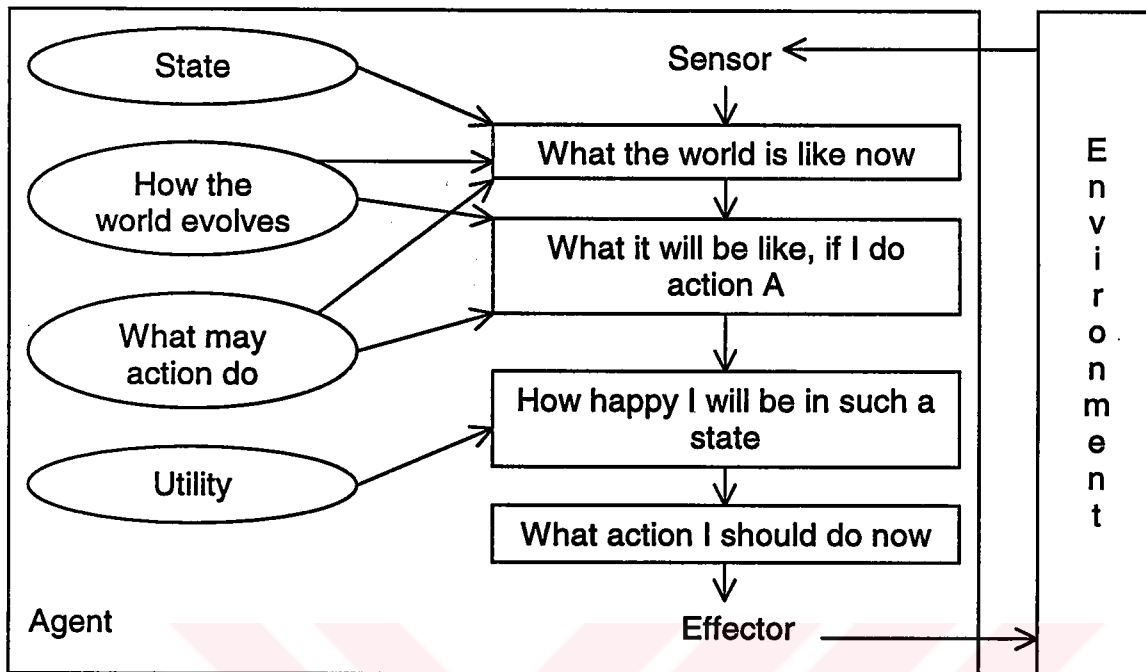 State
Sensor
What the world is like now
How the
world evolves
What it will be like, if I do
action A
What may
action do
How happy I will be in such a
state
Utility
What action I should do now
Agent
Effector
Environment